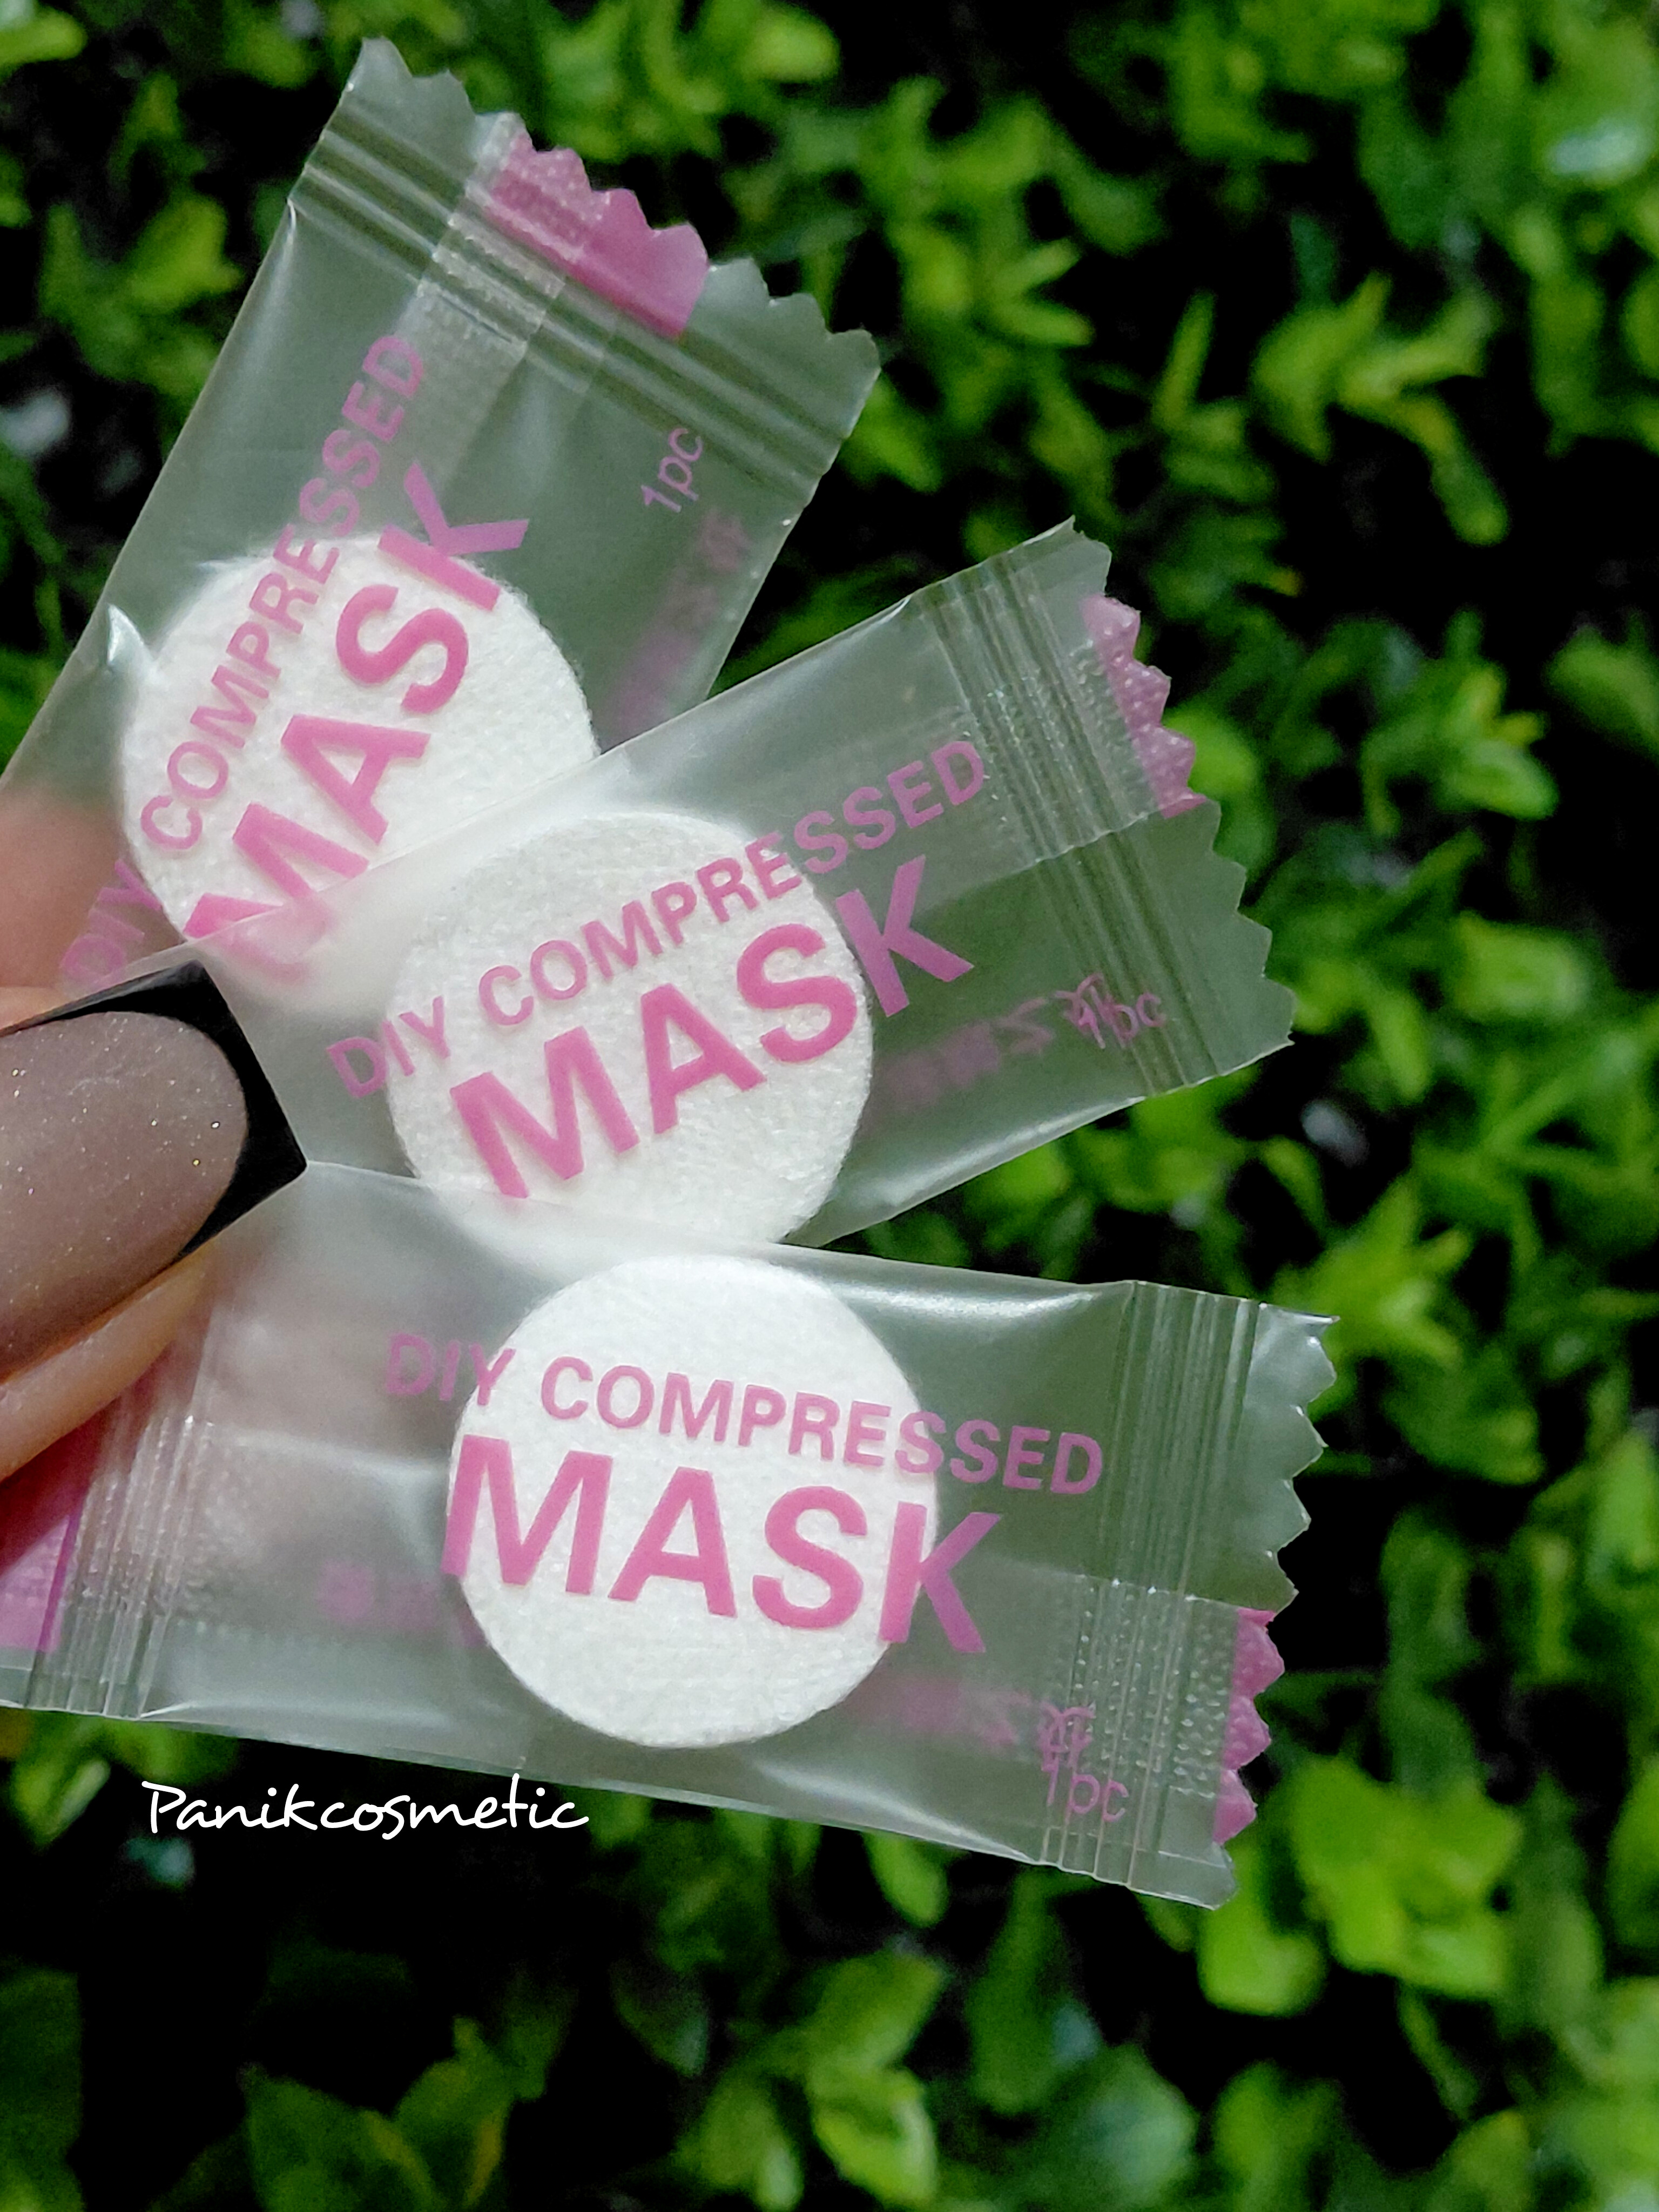 DIY COMPRESSED
MASK
1pc
DIY COMPRESSED
MASK
1pc
DIY COMPRESSED
MASK
1pc
Panikcosmetic